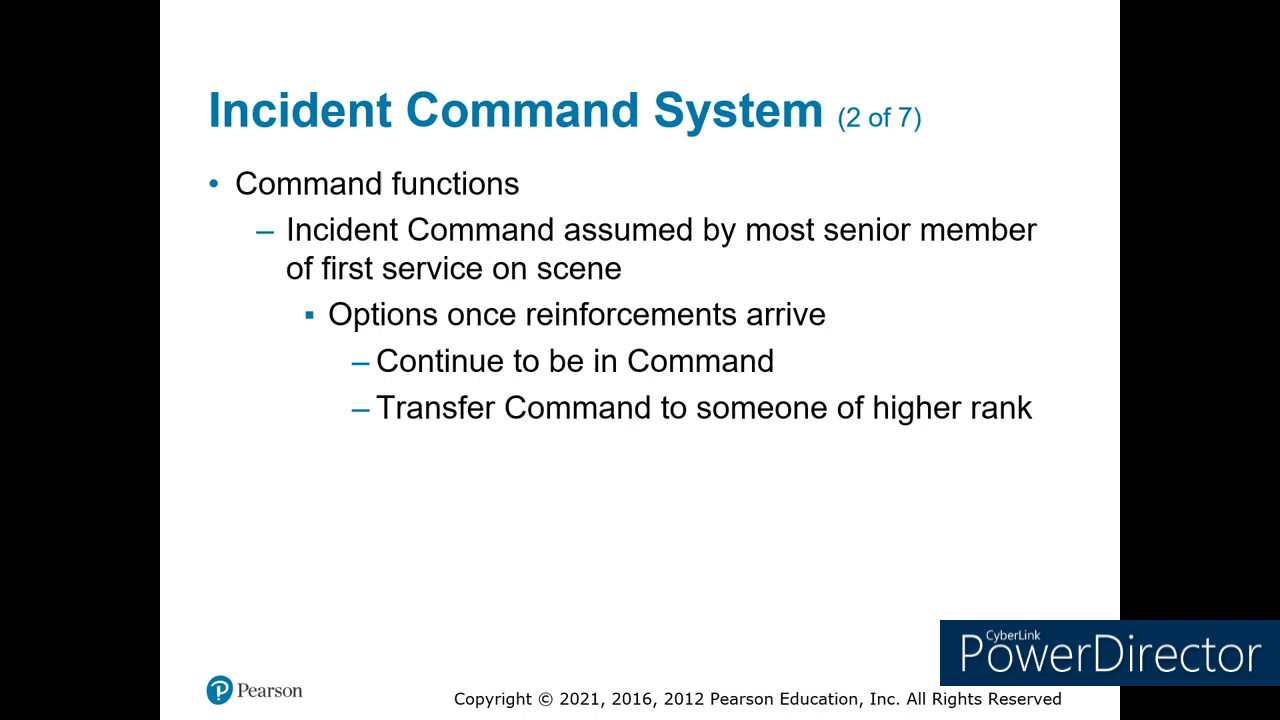 Incident Command System (2 of 7)
• Command functions
– Incident Command assumed by most senior member
of first service on scene
▪ Options once reinforcements arrive
– Continue to be in Command
– Transfer Command to someone of higher rank
CyberLink
PowerDirector
Pearson
Copyright © 2021, 2016, 2012 Pearson Education, Inc. All Rights Reserved